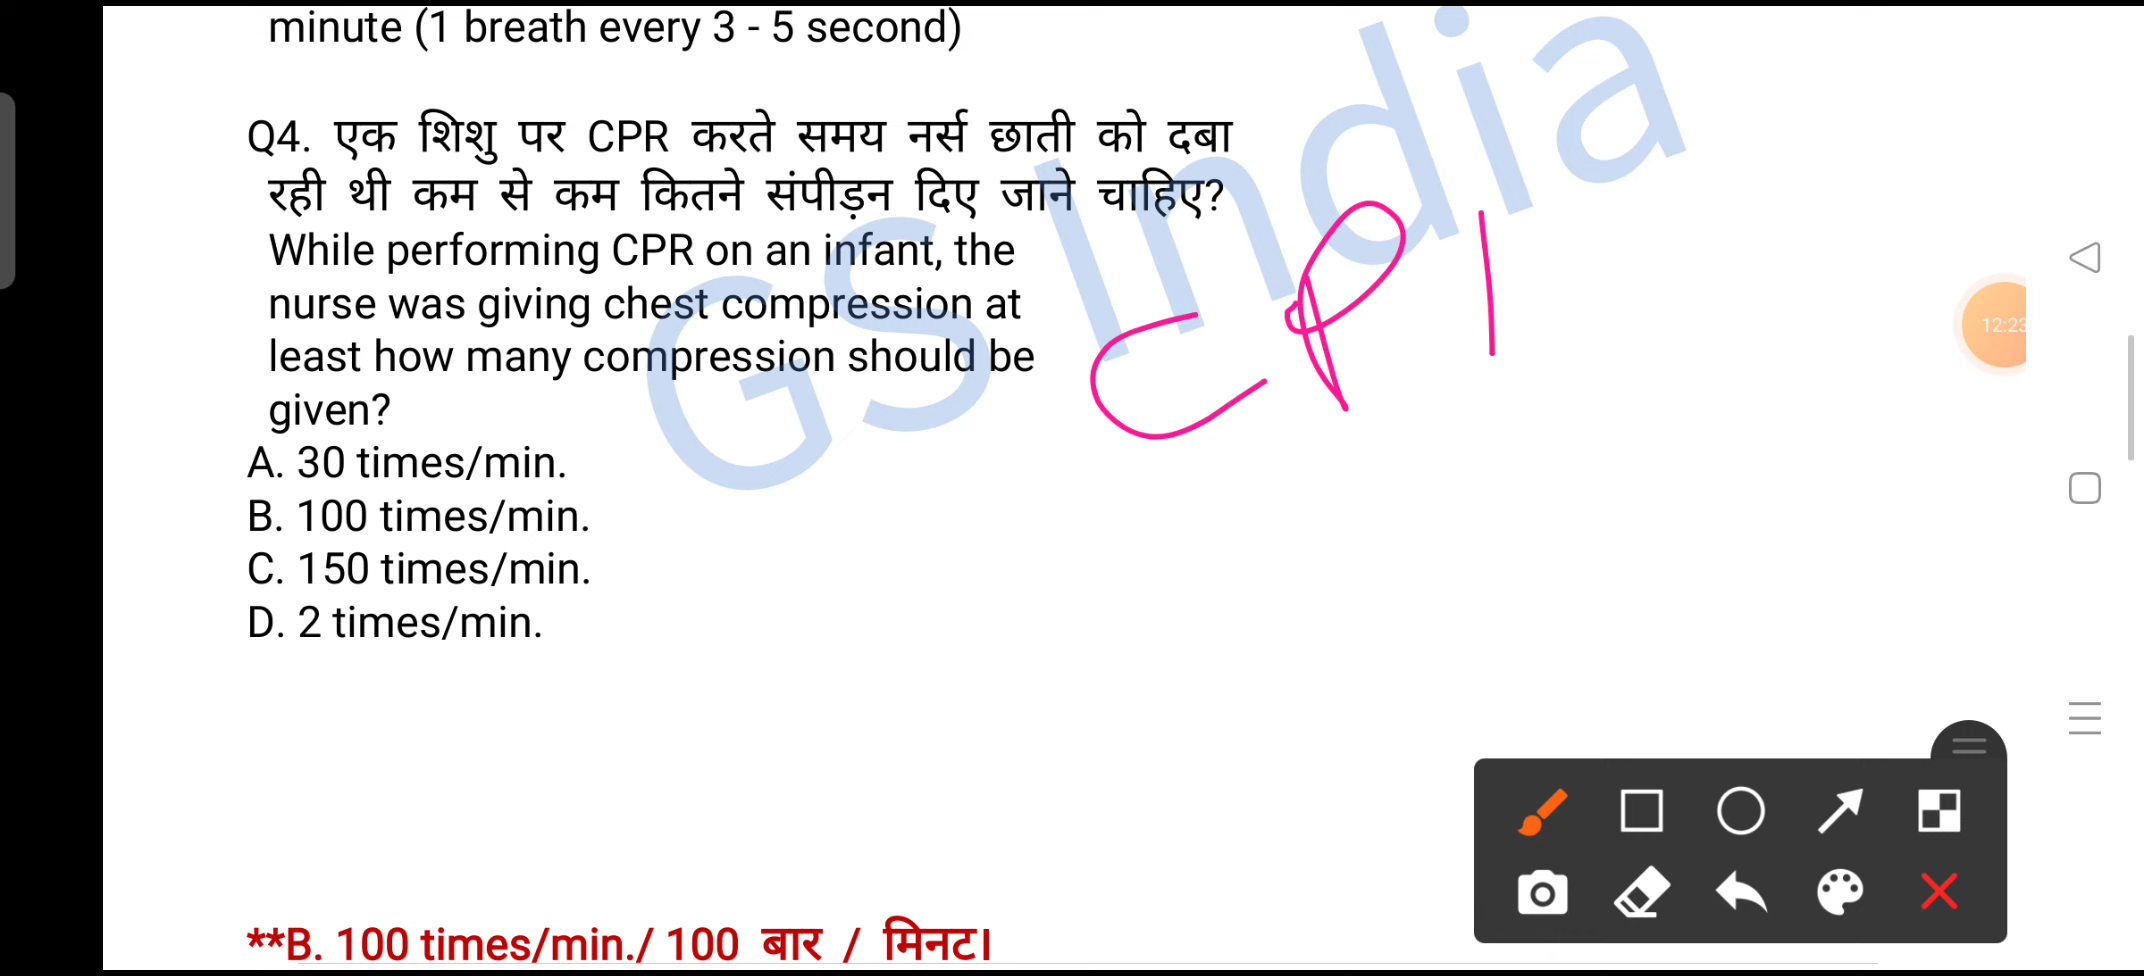 minute (1 breath every 3 - 5 second)
Q4. एक शिशु पर CPR करते समय नर्स छाती को दबा
रही थी कम से कम कितने संपीड़न दिए जाने चाहिए?
While performing CPR on an infant, the
nurse was giving chest compression at
least how many compression should be
given?
A. 30 times/min.
B. 100 times/min.
C. 150 times/min.
D. 2 times/min.
**B. 100 times/min./ 100 बार / मिनट।
GS India
CP
12:23